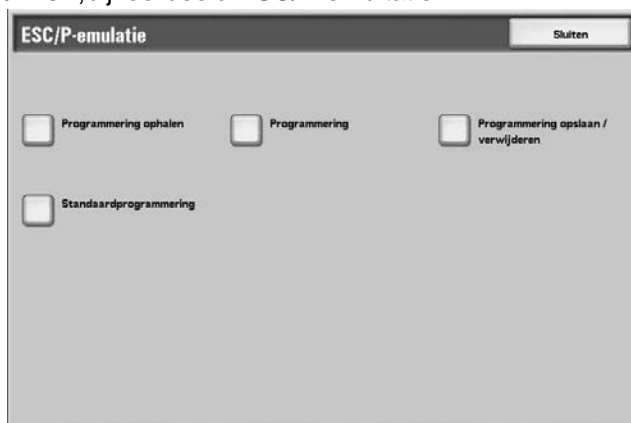 ESC/P-emulatie
Sluiten
Programmering ophalen
Programmering
Programmering opslaan /
verwijderen
Standaardprogrammering